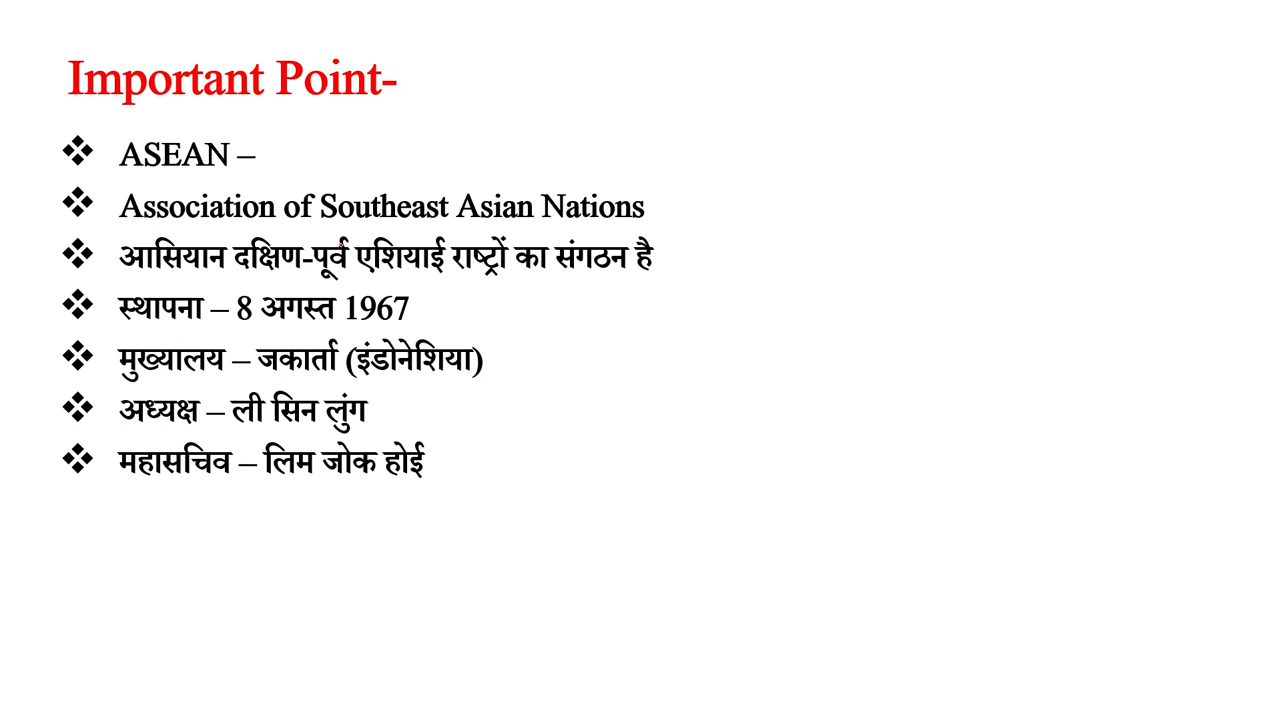 Important Point-
❖ ASEAN –
❖ Association of Southeast Asian Nations
❖ आसियान दक्षिण-पूर्व एशियाई राष्ट्रों का संगठन है
❖ स्थापना – 8 अगस्त 1967
❖ मुख्यालय – जकार्ता (इंडोनेशिया)
❖ अध्यक्ष – ली सिन लुंग
❖ महासचिव – लिम जोक होई